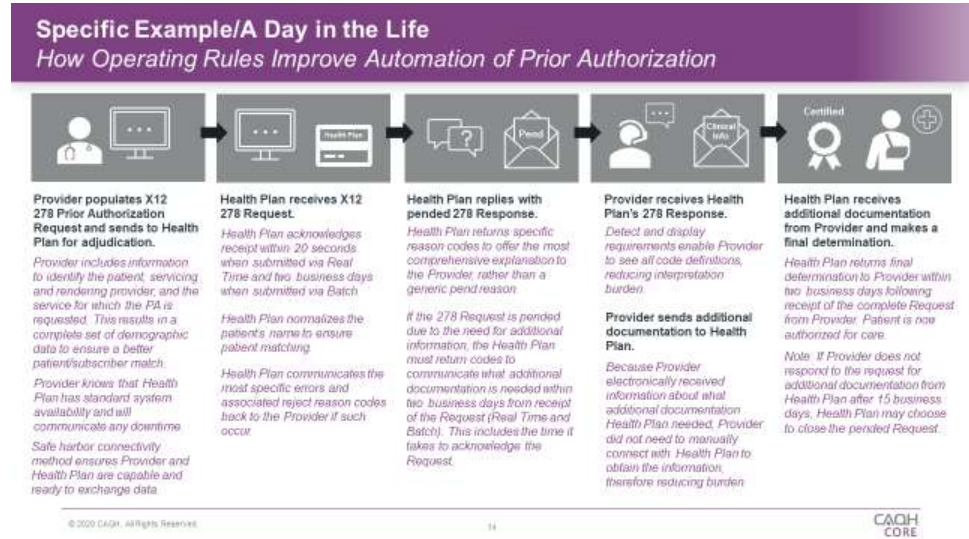 Specific Example/A Day in the Life
How Operating Rules Improve Automation of Prior Authorization
Provider populates X12
278 Prior Authorization
Request and sends to Health
Plan for adjudication.
Provider includes information
to identify the patient, servicing
and rendering provider, and the
service for which the PA is
requested. This results in a
complete set of demographic
data to ensure a better
patient/subscriber match.
Provider knows that Health
Plan has standard system
availability and will
communicate any downtime.
Safe harbor connectivity
method ensures Provider and
Health Plan are capable and
ready to exchange data.
Health Plan
Health Plan receives X12
278 Request.
Health Plan acknowledges
receipt within 20 seconds
when submitted via Real
Time and two business days
when submitted via Batch.
Health Plan normalizes the
patient's name to ensure
patient matching.
Health Plan communicates the
most specific errors and
associated reject reason codes
back to the Provider if such
occur.
?
Pend
Health Plan replies with
pended 278 Response.
Health Plan returns specific
reason codes to offer the most
comprehensive explanation to
the Provider, rather than a
generic pend reason.
If the 278 Request is pended
due to the need for additional
information, the Health Plan
must return codes to
communicate what additional
documentation is needed within
two business days from receipt
of the Request (Real Time and
Batch). This includes the time it
takes to acknowledge the
Request.
Clinical
Info
Provider receives Health
Plan's 278 Response.
Detect and display
requirements enable Provider
to see all code definitions,
reducing interpretation
burden.
Provider sends additional
documentation to Health
Plan.
Because Provider
electronically received
information about what
additional documentation
Health Plan needed, Provider
did not need to manually
connect with Health Plan to
obtain the information,
therefore reducing burden.
Certified
Health Plan receives
additional documentation
from Provider and makes a
final determination.
Health Plan returns final
determination to Provider within
two business days following
receipt of the complete Request
from Provider. Patient is now
authorized for care.
Note: If Provider does not
respond to the request for
additional documentation from
Health Plan after 15 business
days, Health Plan may choose
to close the pended Request.
© 2020 CAQH, All Rights Reserved.
14
CAQH
CORE